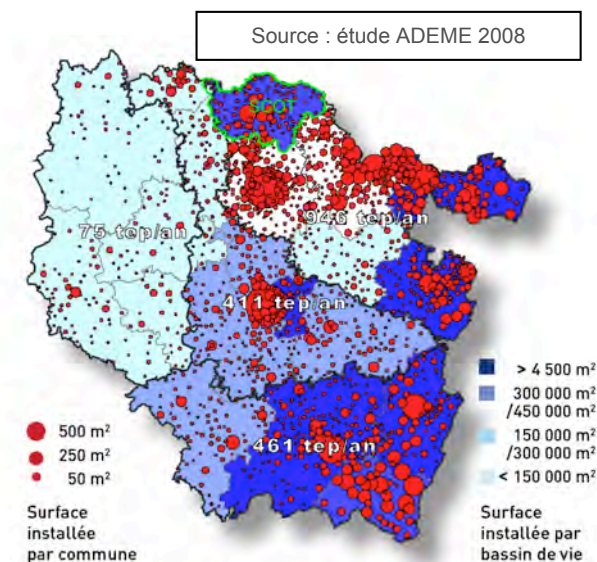 Source : étude ADEME 2008
scot
75 tep/an
946 tep/an
411 tep/an
461 tep/an
500 m²
250 m²
50 m²
Surface
installée
par commune
> 4 500 m²
300 000 m²
/450 000 m²
150 000 m²
/300 000 m²
< 150 000 m²
Surface
installée par
bassin de vie